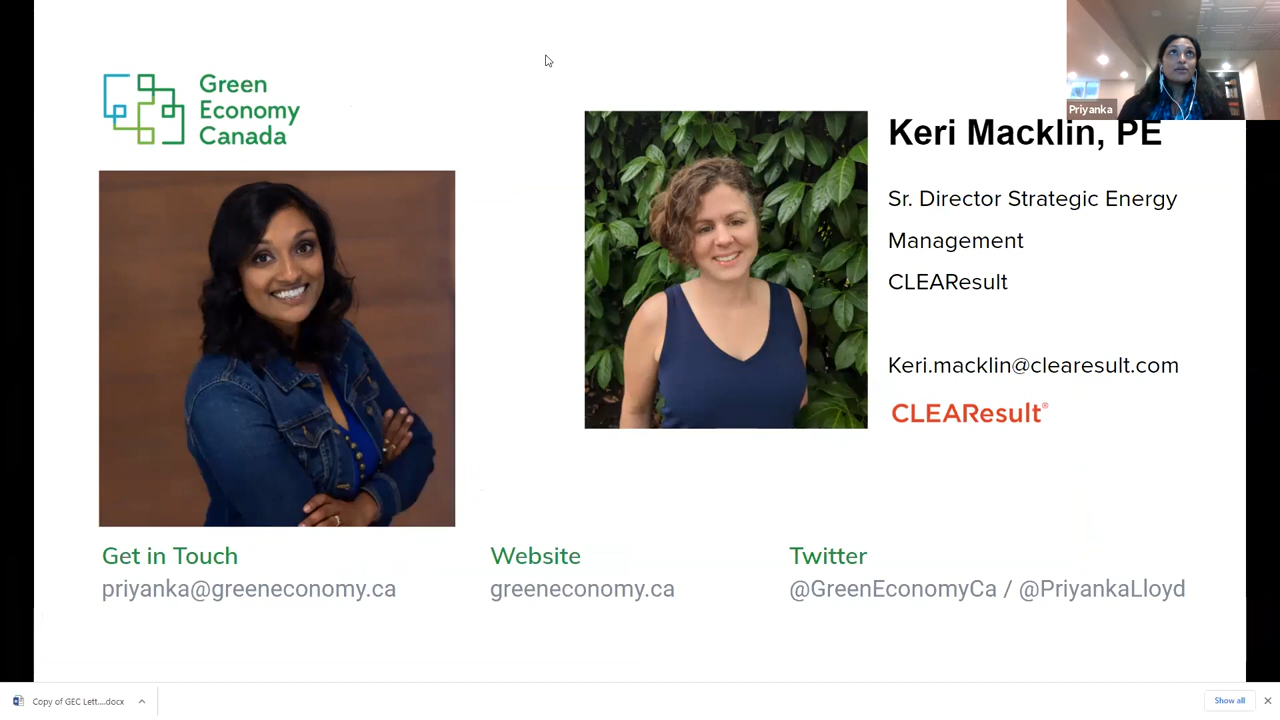 Green
Economy
Canada
Priyanka
Keri Macklin, PE
Sr. Director Strategic Energy
Management
CLEAResult
Keri.macklin@clearesult.com
CLEAResult®
Get in Touch
priyanka@greeneconomy.ca
Website
greeneconomy.ca
Twitter
@GreenEconomyCa / @PriyankaLloyd
Copy of GEC Lett....docx
Show all